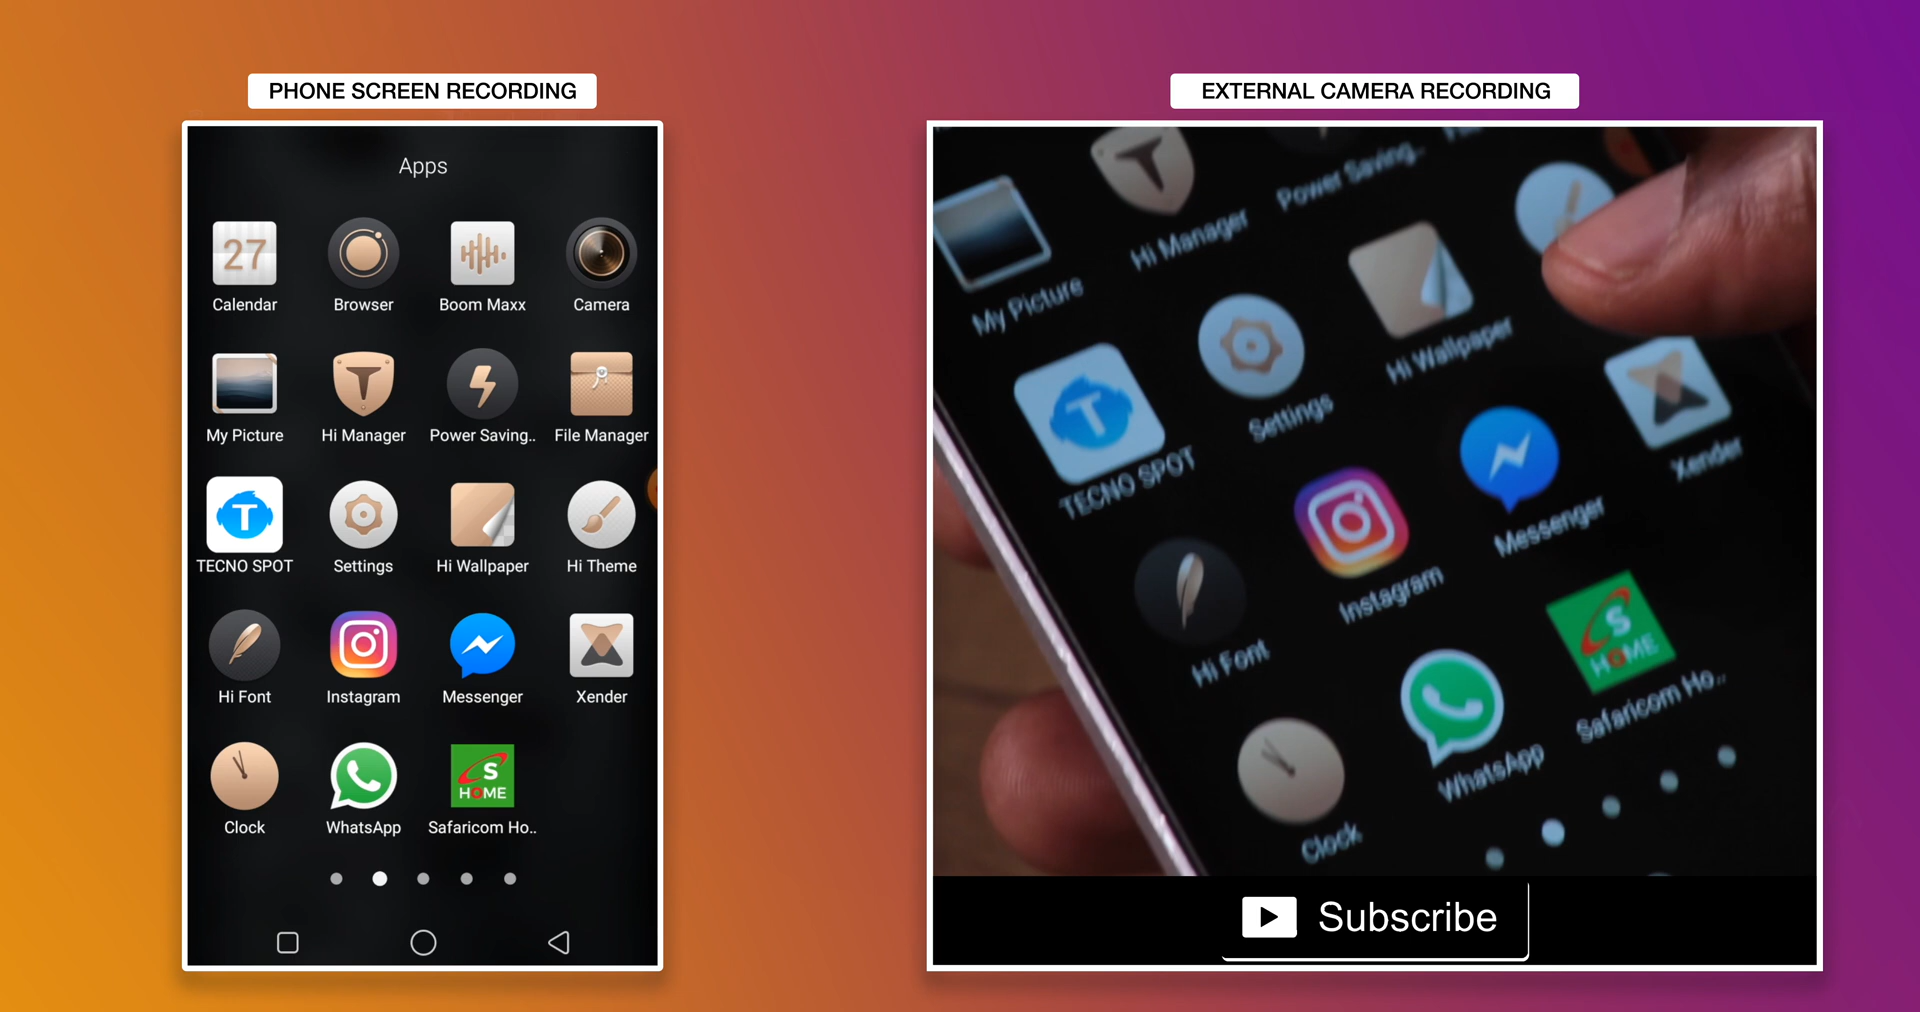 PHONE SCREEN RECORDING
Apps
27
Calendar
Browser
Boom Maxx
Camera
My Picture
Hi Manager
Power Saving..
File Manager
T
TECNO SPOT
Settings
Hi Wallpaper
Hi Theme
Hi Font
Instagram
Messenger
Xender
S
HOME
Clock
WhatsApp
Safaricom Ho..
EXTERNAL CAMERA RECORDING
Hi Manager
Power Saving..
My Picture
T
TECNO SPOT
Settings
Hi Wallpaper
Hi Font
Instagram
Messenger
Xender
S
HOME
Clock
WhatsApp
Safaricom Ho..
Subscribe